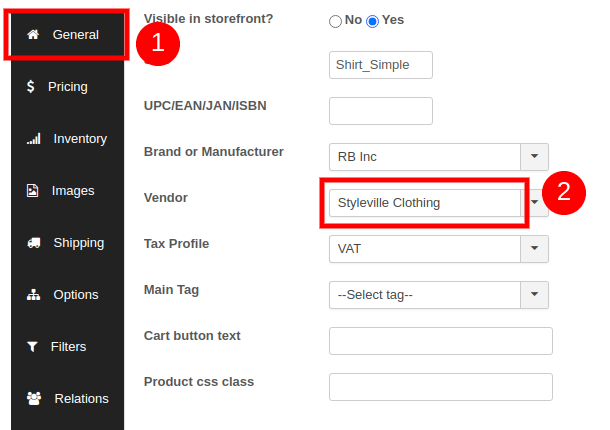 General
Pricing
Inventory
Images
Shipping
Options
Filters
Relations
1
Visible in storefront? No Yes
Shirt_Simple
UPC/EAN/JAN/ISBN
Brand or Manufacturer RB Inc
Vendor Styleville Clothing
2
Tax Profile VAT
Main Tag --Select tag--
Cart button text
Product css class